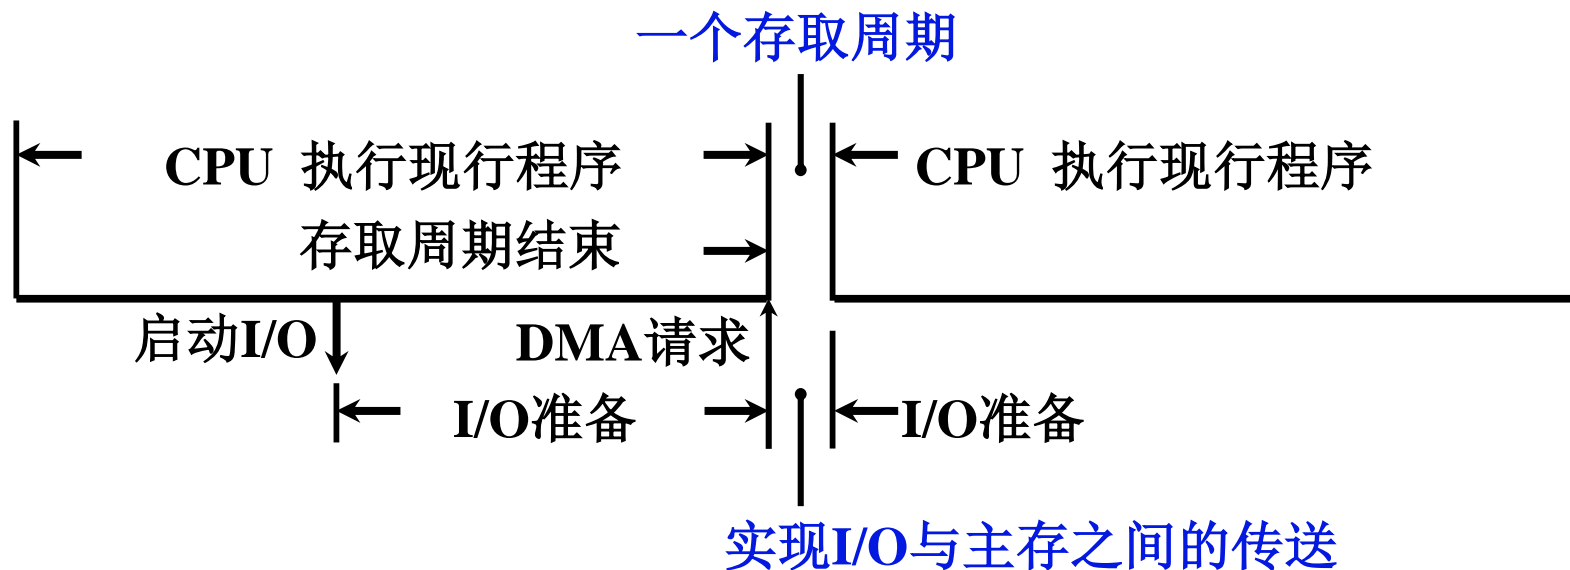 一个存取周期
CPU 执行现行程序
CPU 执行现行程序
存取周期结束
启动I/O
DMA请求
I/O准备
I/O准备
实现I/O与主存之间的传送